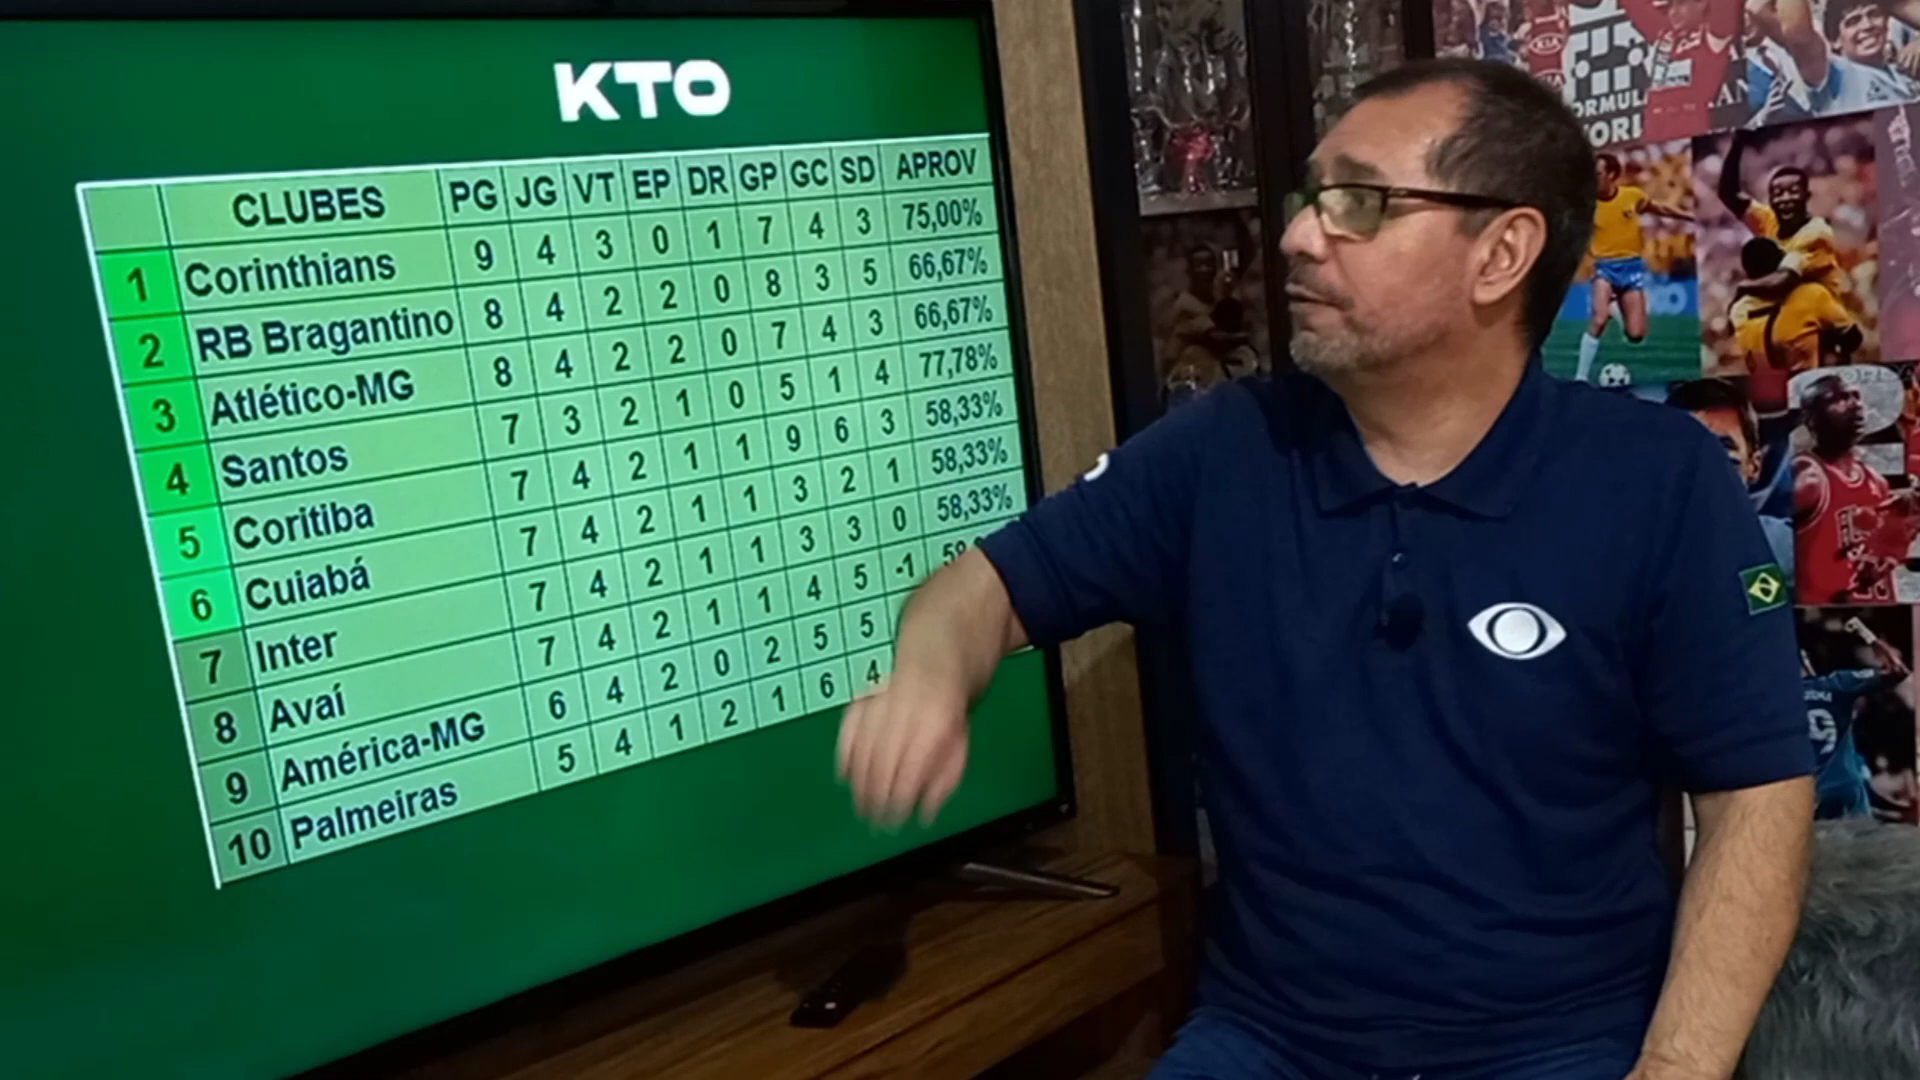 KTO
CLUBES PG JG VT EP DR GP GC SD APROV
1 Corinthians 9 4 3 0 1 7 4 3 75,00%
2 RB Bragantino 8 4 2 2 0 8 3 5 66,67%
3 Atlético-MG 8 4 2 2 0 7 4 3 66,67%
4 Santos 7 3 2 1 0 5 1 4 77,78%
5 Coritiba 7 4 2 1 1 9 6 3 58,33%
6 Cuiabá 7 4 2 1 1 3 2 1 58,33%
7 Inter 7 4 2 1 1 3 3 0 58,33%
8 Avaí 7 4 2 1 1 4 5 -1
9 América-MG 6 4 2 0 2 5 5
10 Palmeiras 5 4 1 2 1 6 4
KIA
9